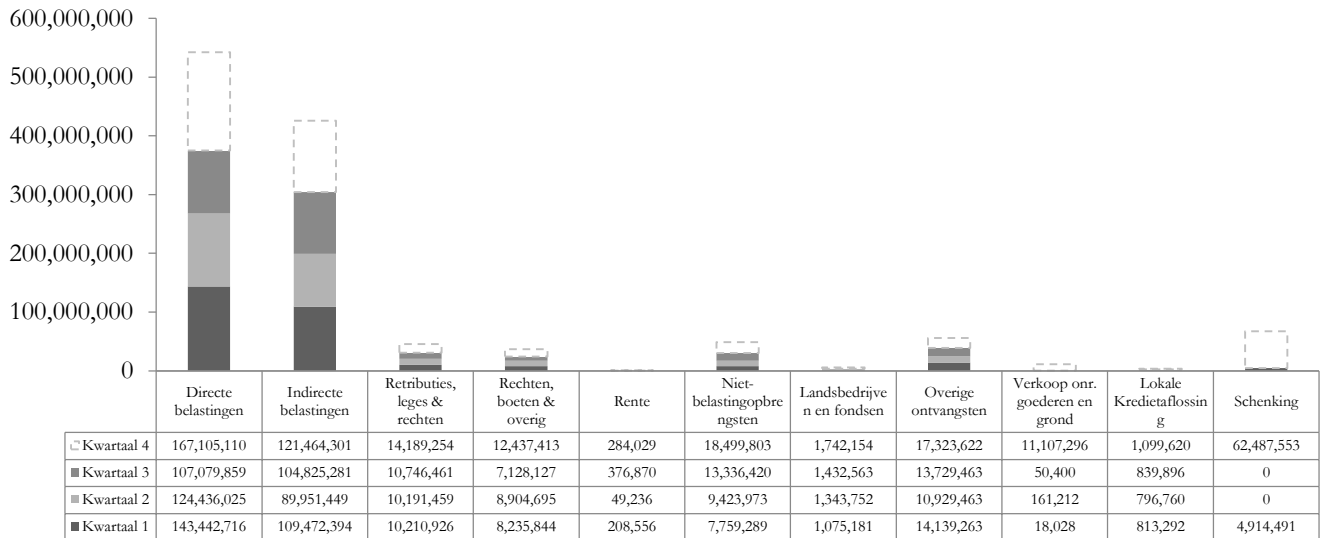 600,000,000
500,000,000
400,000,000
300,000,000
200,000,000
100,000,000
0
Directe belastingen
Indirecte belastingen
Retributies, leges & rechten
Rechten, boeten & overig
Rente
Niet-belastingopbrengsten
Landsbedrijven en fondsen
Overige ontvangsten
Verkoop onr. goederen en grond
Lokale Kredietaflossing
Schenking
Kwartaal 4 167,105,110 121,464,301 14,189,254 12,437,413 284,029 18,499,803 1,742,154 17,323,622 11,107,296 1,099,620 62,487,553
Kwartaal 3 107,079,859 104,825,281 10,746,461 7,128,127 376,870 13,336,420 1,432,563 13,729,463 50,400 839,896 0
Kwartaal 2 124,436,025 89,951,449 10,191,459 8,904,695 49,236 9,423,973 1,343,752 10,929,463 161,212 796,760 0
Kwartaal 1 143,442,716 109,472,394 10,210,926 8,235,844 208,556 7,759,289 1,075,181 14,139,263 18,028 813,292 4,914,491